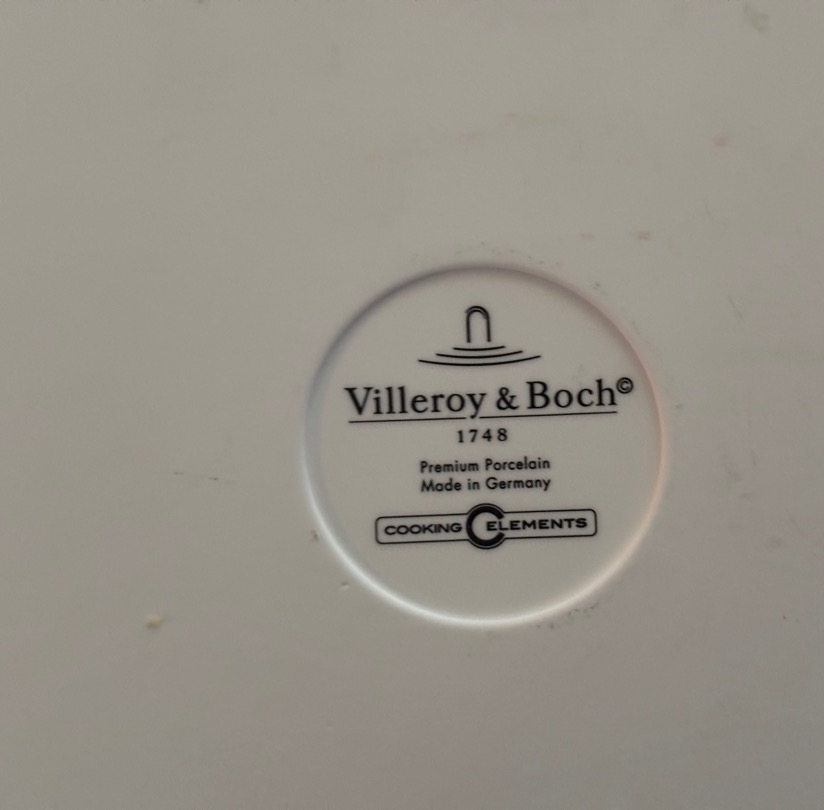 Villeroy & Boch©
1748
Premium Porcelain
Made in Germany
COOKING ELEMENTS